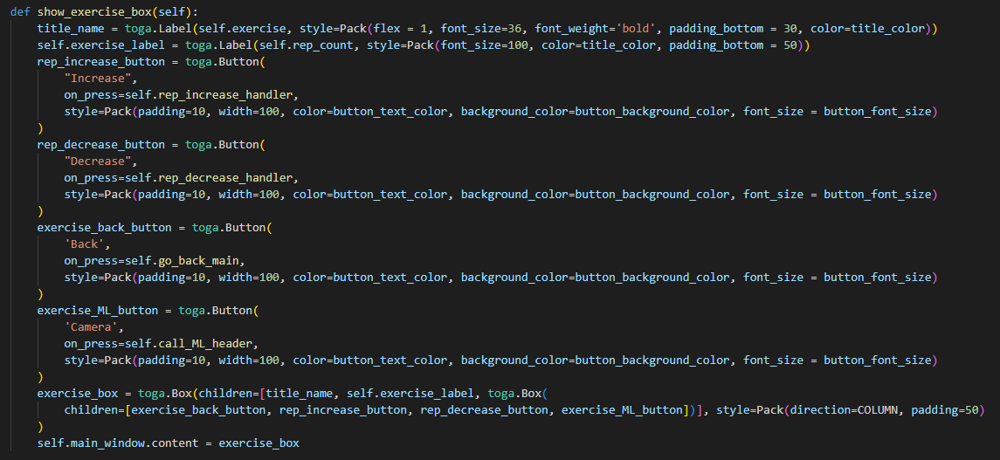 def show_exercise_box(self):
    title_name = toga.Label(self.exercise, style=Pack(flex = 1, font_size=36, font_weight='bold', padding_bottom = 30, color=title_color))
    self.exercise_label = toga.Label(self.rep_count, style=Pack(font_size=100, color=title_color, padding_bottom = 50))
    rep_increase_button = toga.Button(
        "Increase",
        on_press=self.rep_increase_handler,
        style=Pack(padding=10, width=100, color=button_text_color, background_color=button_background_color, font_size = button_font_size)
    )
    rep_decrease_button = toga.Button(
        "Decrease",
        on_press=self.rep_decrease_handler,
        style=Pack(padding=10, width=100, color=button_text_color, background_color=button_background_color, font_size = button_font_size)
    )
    exercise_back_button = toga.Button(
        'Back',
        on_press=self.go_back_main,
        style=Pack(padding=10, width=100, color=button_text_color, background_color=button_background_color, font_size = button_font_size)
    )
    exercise_ML_button = toga.Button(
        'Camera',
        on_press=self.call_ML_header,
        style=Pack(padding=10, width=100, color=button_text_color, background_color=button_background_color, font_size = button_font_size)
    )
    exercise_box = toga.Box(children=[title_name, self.exercise_label, toga.Box(
        children=[exercise_back_button, rep_increase_button, rep_decrease_button, exercise_ML_button])], style=Pack(direction=COLUMN, padding=50)
    )
    self.main_window.content = exercise_box